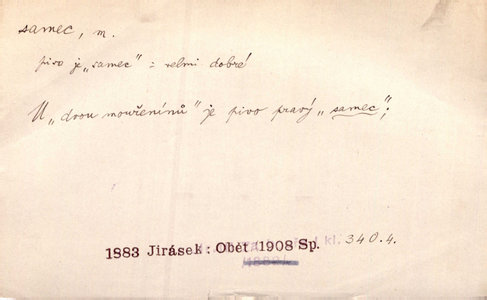 samec, m.
pivo je „samec“ = velmi dobré
U „dvou mouřenínů“ je pivo pravý „samec“;
1883 Jirásek: Oběť/1908 Sp. kl. 340.4.